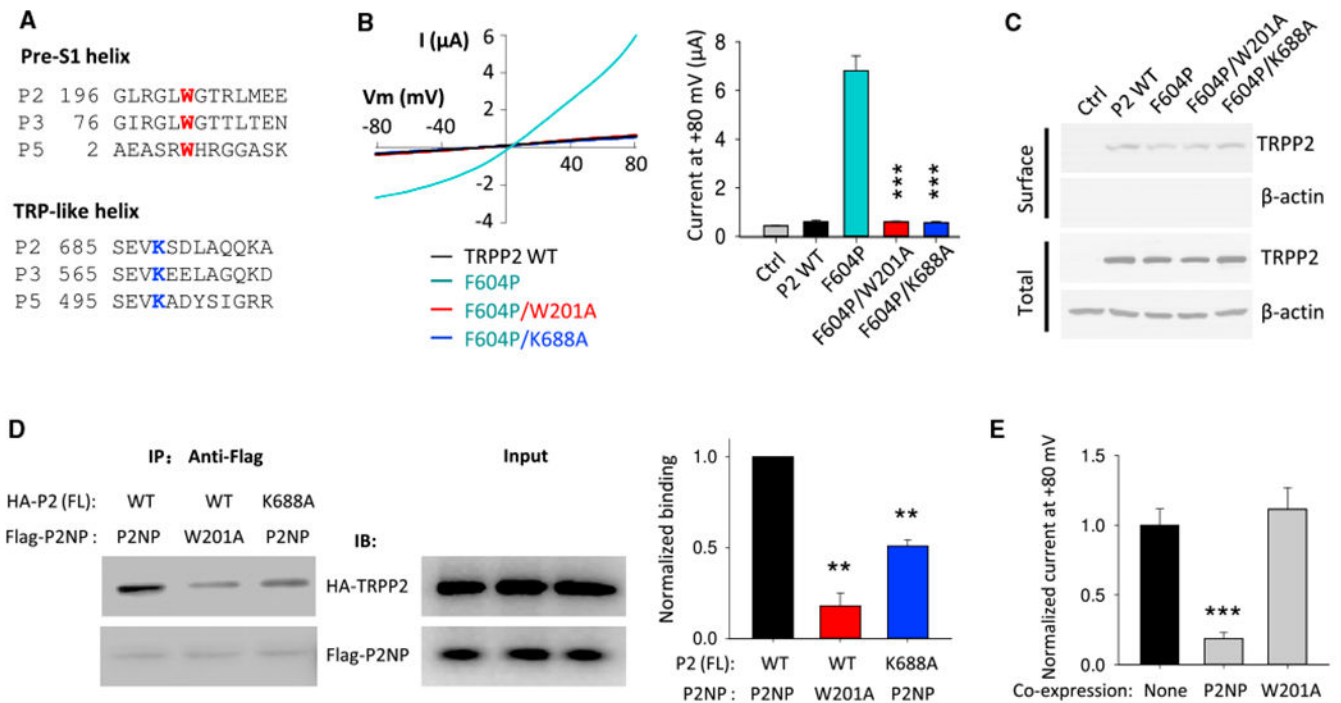 A
Pre-S1 helix
P2 196 GLRGLWGTRLMEE
P3 76 GIRGLWGTTLTEN
P5 2 AEASRWHRGGASK
TRP-like helix
P2 685 SEVKSDLAQQKA
P3 565 SEVKEELAGQKD
P5 495 SEVKADYSIGRR
B
I (μA)
6
4
2
-2
-4
Vm (mV)
-80 -40 40 80
TRPP2 WT
F604P
F604P/W201A
F604P/K688A
Current at +80 mV (μA)
8
6
4
2
0
*** ***
Ctrl
P2 WT
F604P
F604P/W201A
F604P/K688A
C
Ctrl
P2 WT
F604P
F604P/W201A
F604P/K688A
Surface
TRPP2
β-actin
Total
TRPP2
β-actin
D
IP: Anti-Flag
Input
HA-P2 (FL): WT WT K688A
Flag-P2NP : P2NP W201A P2NP
IB:
HA-TRPP2
Flag-P2NP
Normalized binding
1.0
0.5
0.0
** **
P2 (FL): WT WT K688A
P2NP : P2NP W201A P2NP
E
Normalized current at +80 mV
1.5
1.0
0.5
0.0
***
Co-expression: None P2NP W201A